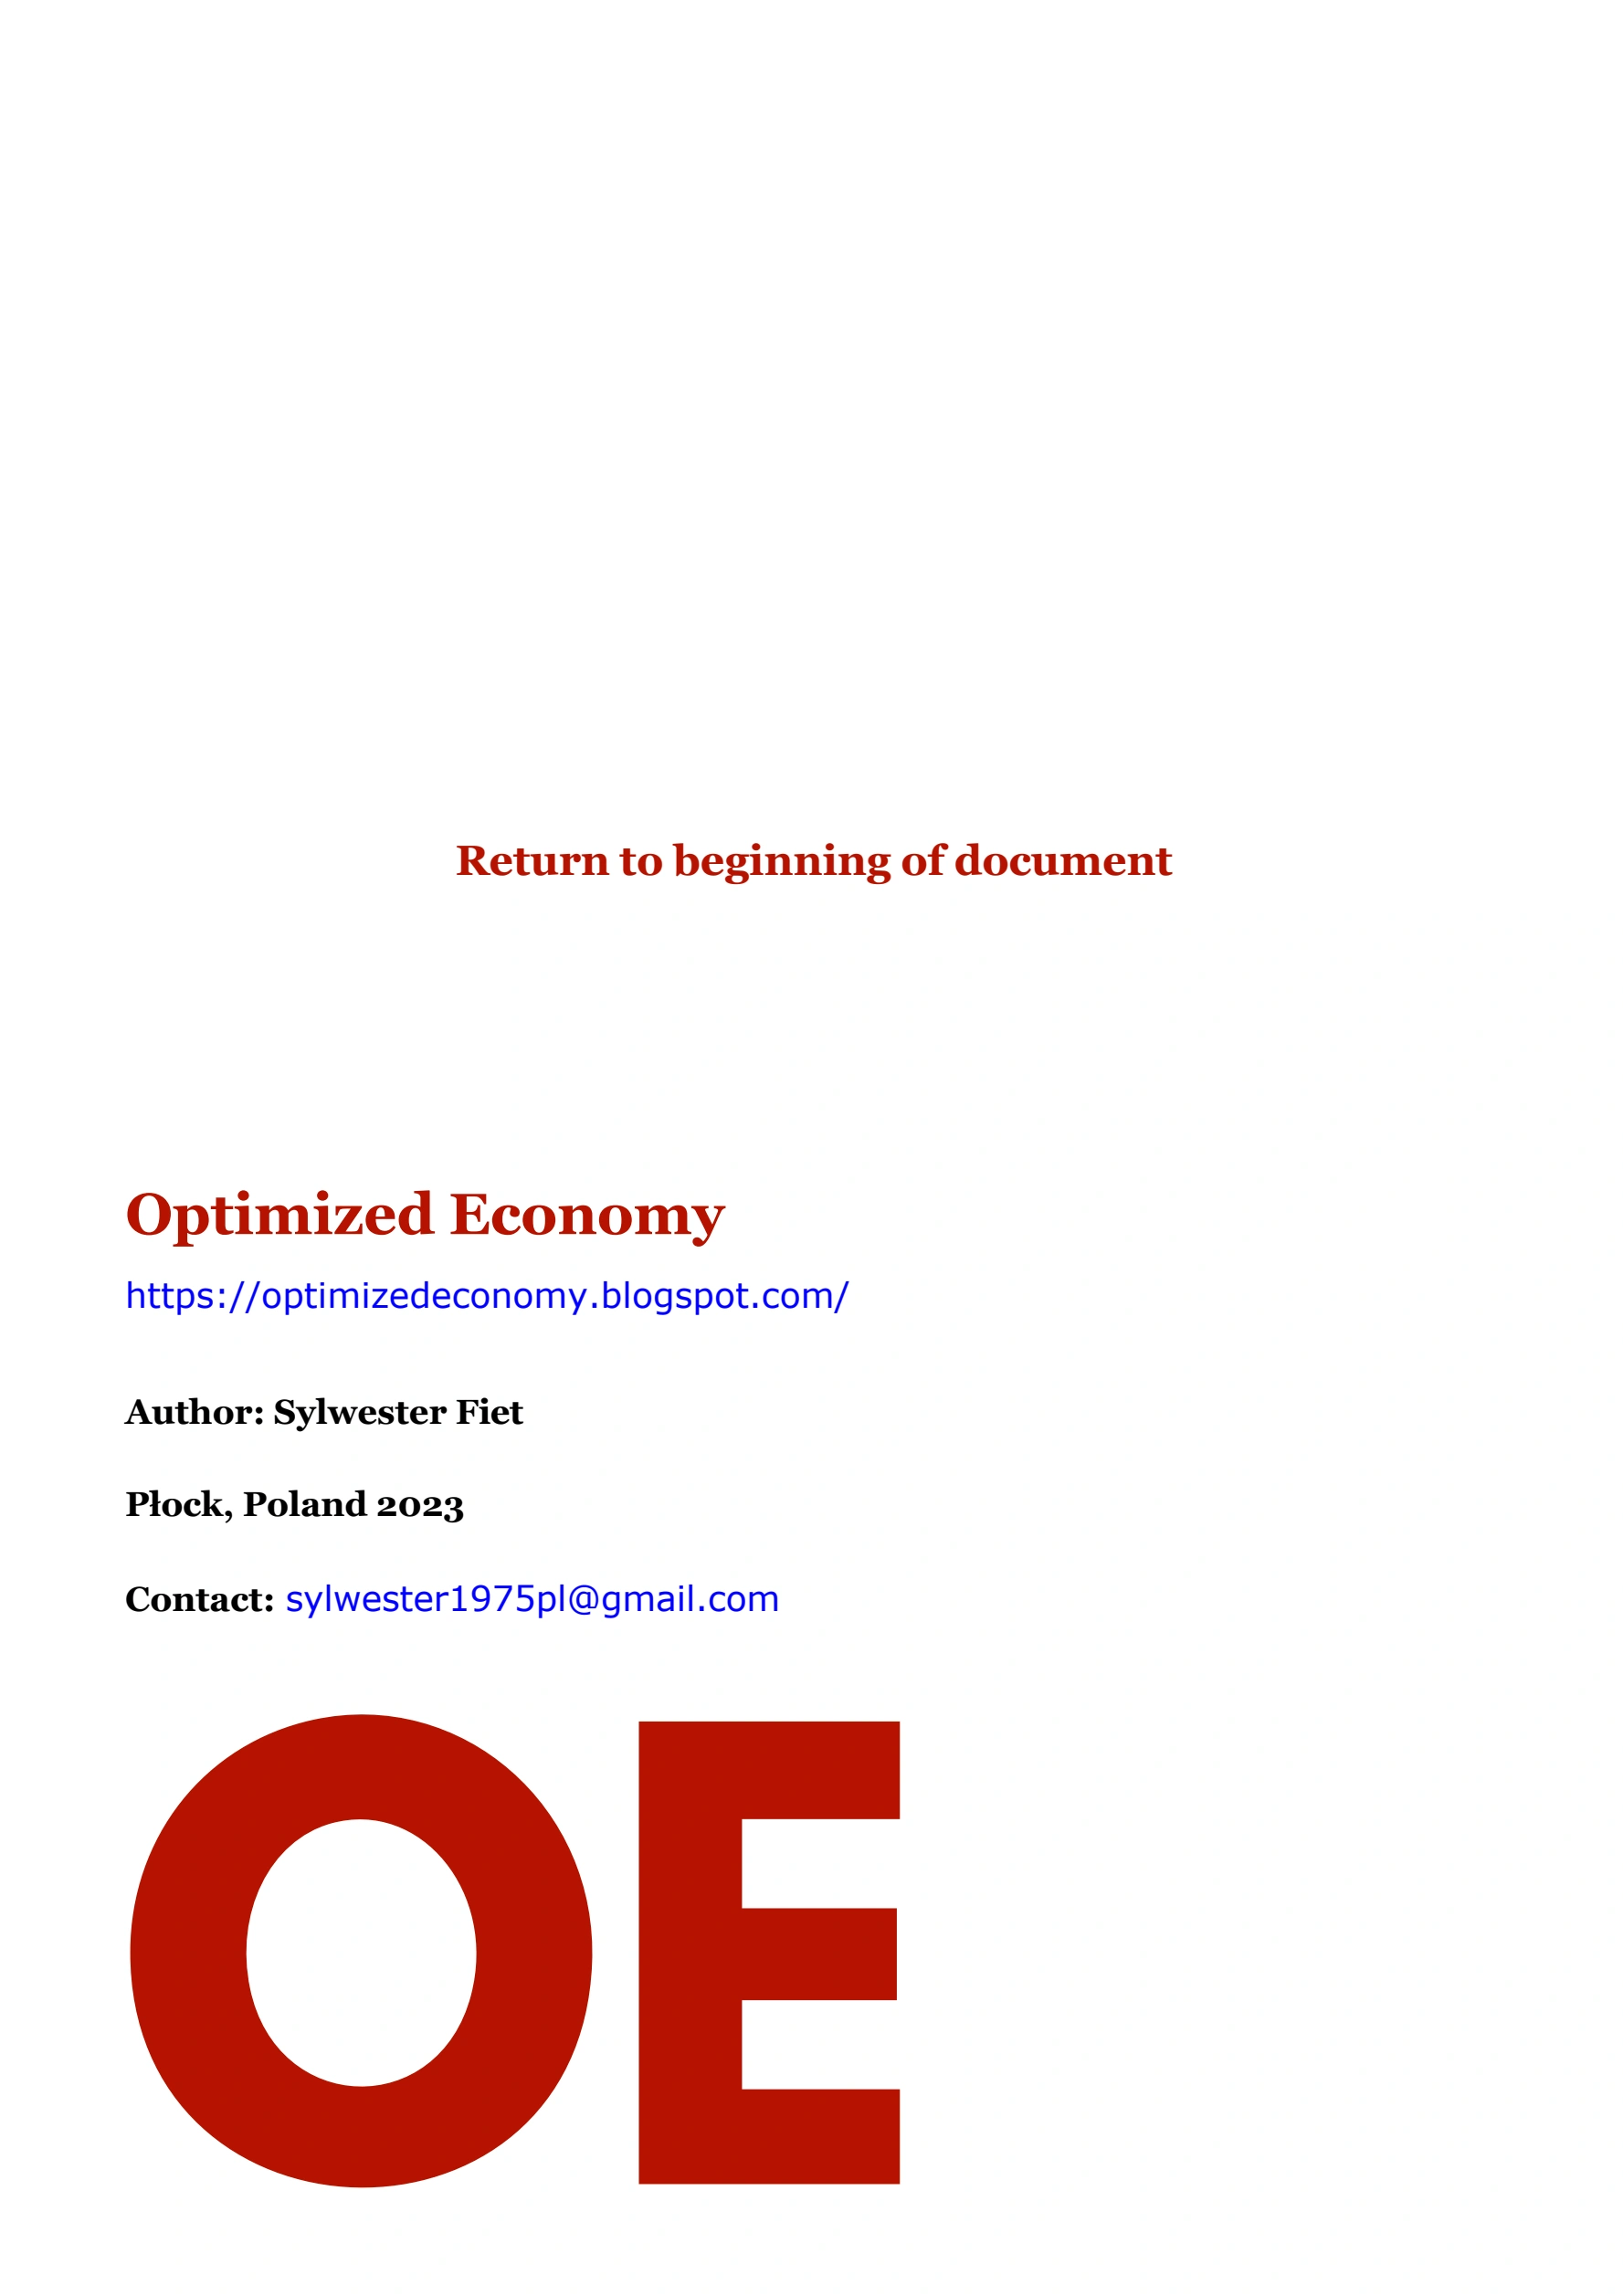 Return to beginning of document
Optimized Economy
https://optimizedeconomy.blogspot.com/
Author: Sylwester Fiet
Płock, Poland 2023
Contact: sylwester1975pl@gmail.com
OE